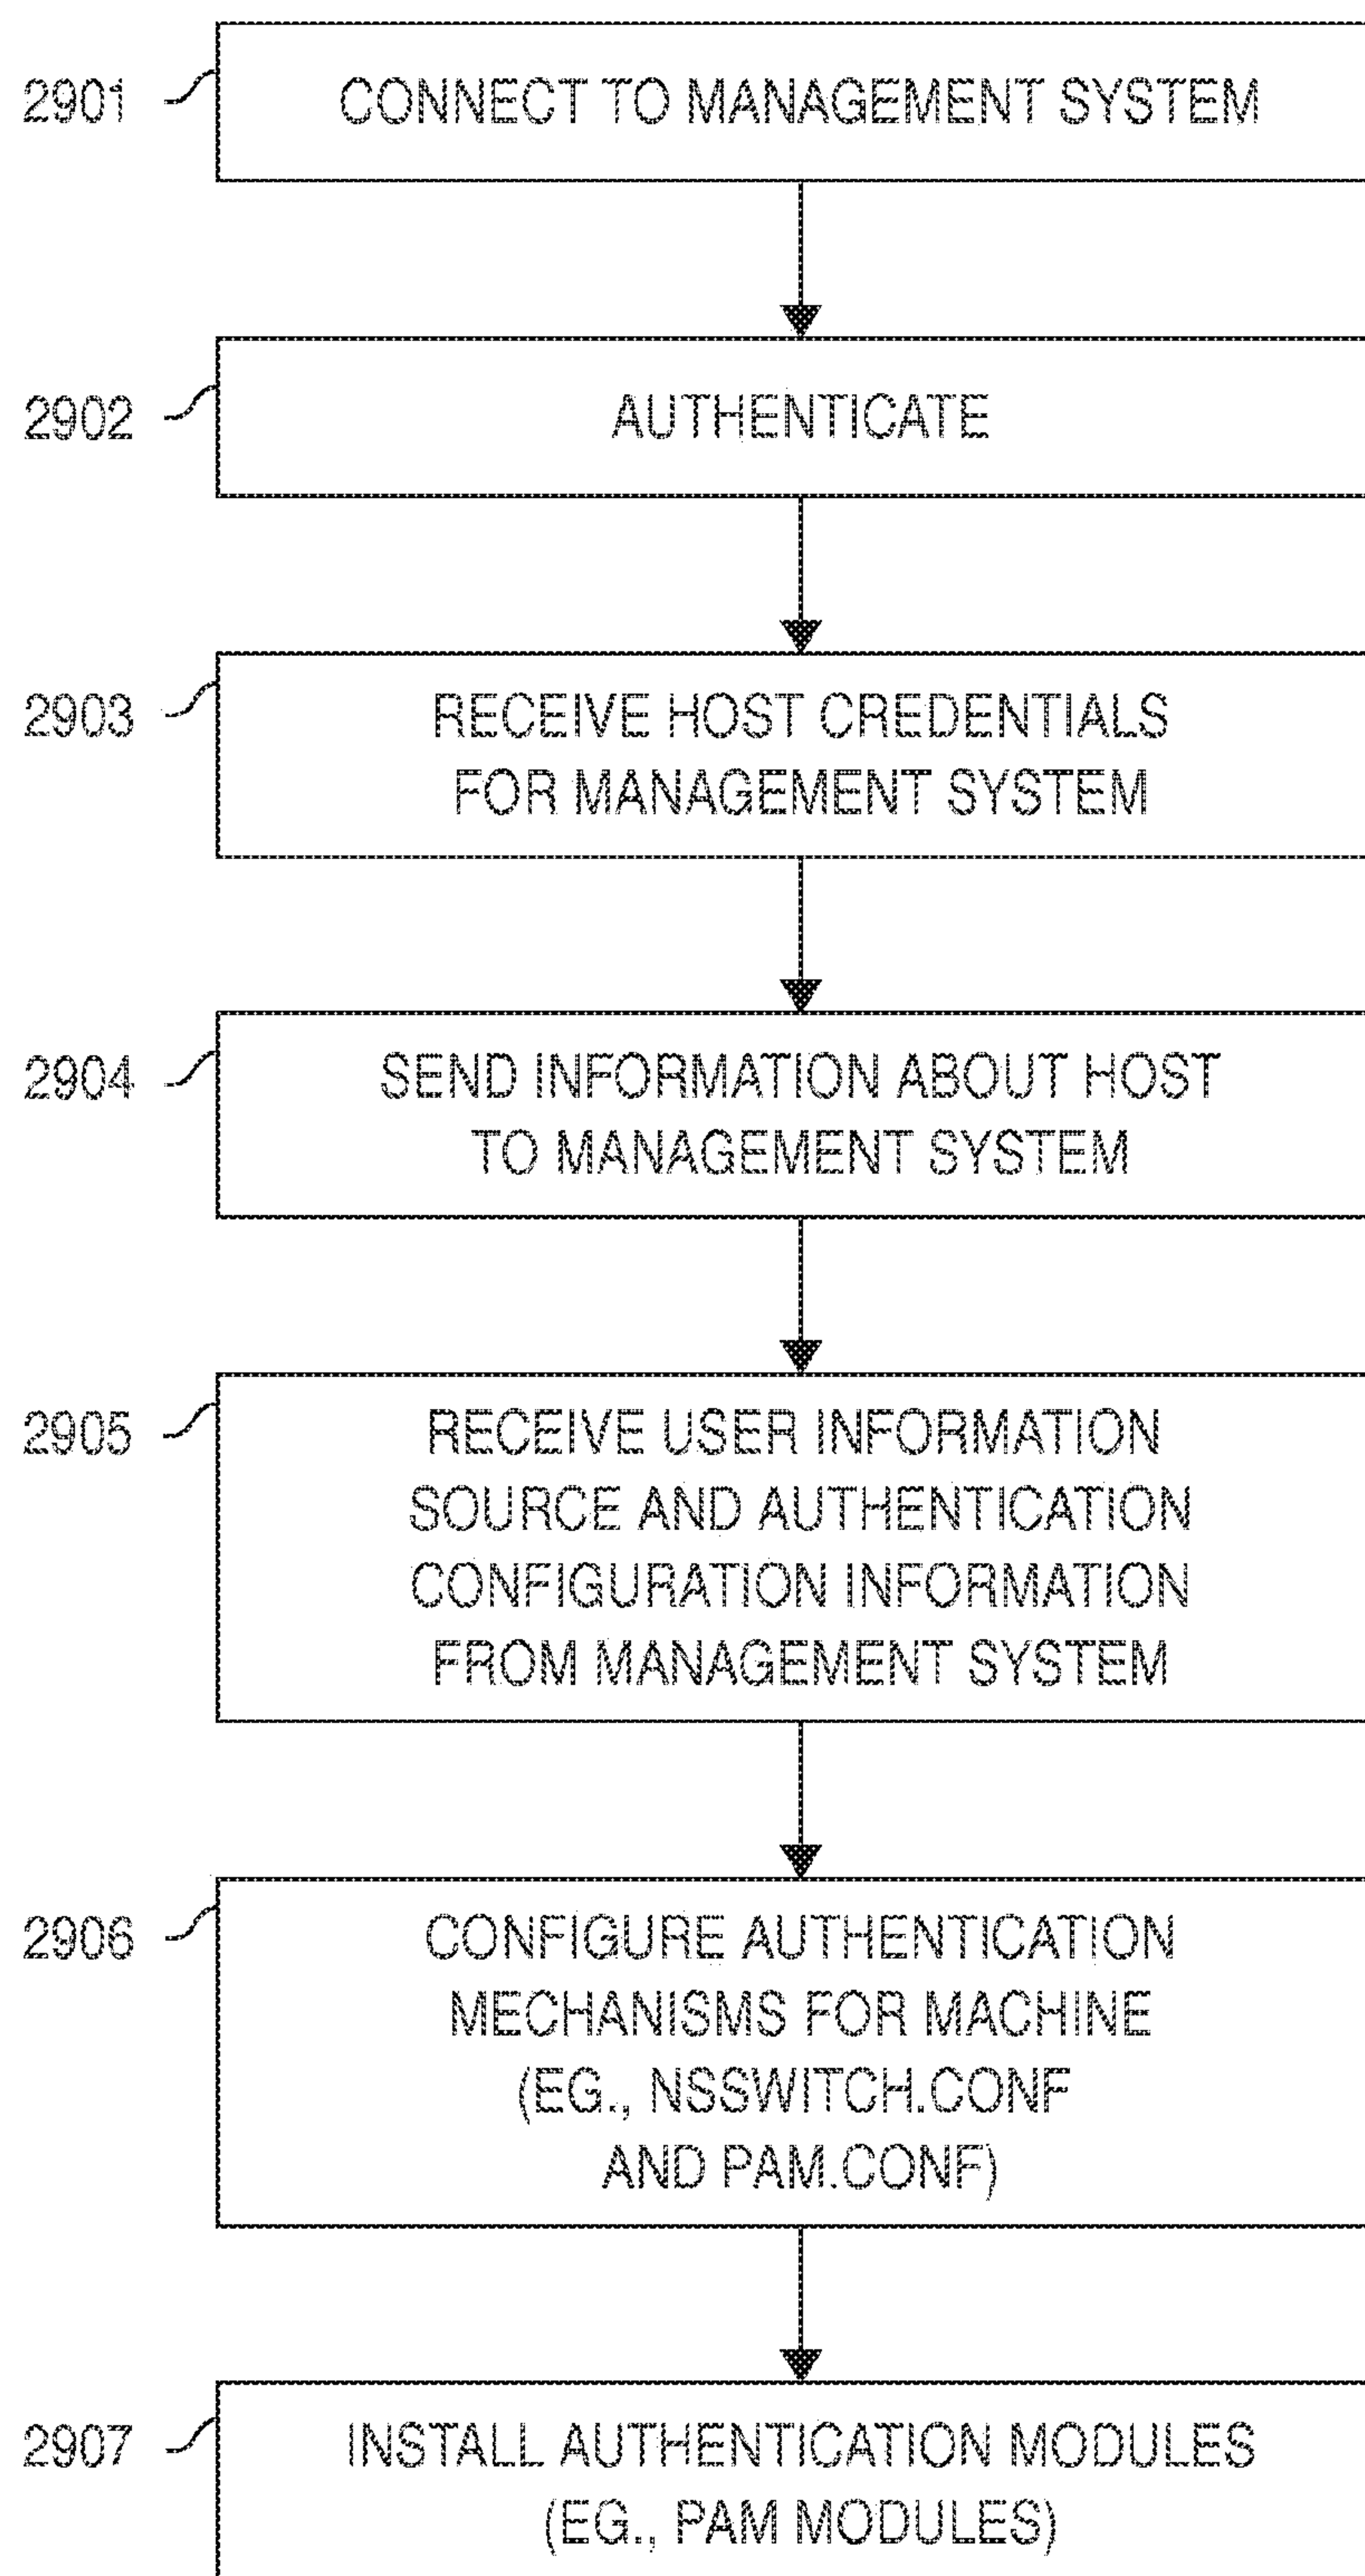 2901 CONNECT TO MANAGEMENT SYSTEM
2902 AUTHENTICATE
2903 RECEIVE HOST CREDENTIALS
FOR MANAGEMENT SYSTEM
2904 SEND INFORMATION ABOUT HOST
TO MANAGEMENT SYSTEM
2905 RECEIVE USER INFORMATION
SOURCE AND AUTHENTICATION
CONFIGURATION INFORMATION
FROM MANAGEMENT SYSTEM
2906 CONFIGURE AUTHENTICATION
MECHANISMS FOR MACHINE
(EG., NSSWITCH.CONF
AND PAM.CONF)
2907 INSTALL AUTHENTICATION MODULES
(EG., PAM MODULES)